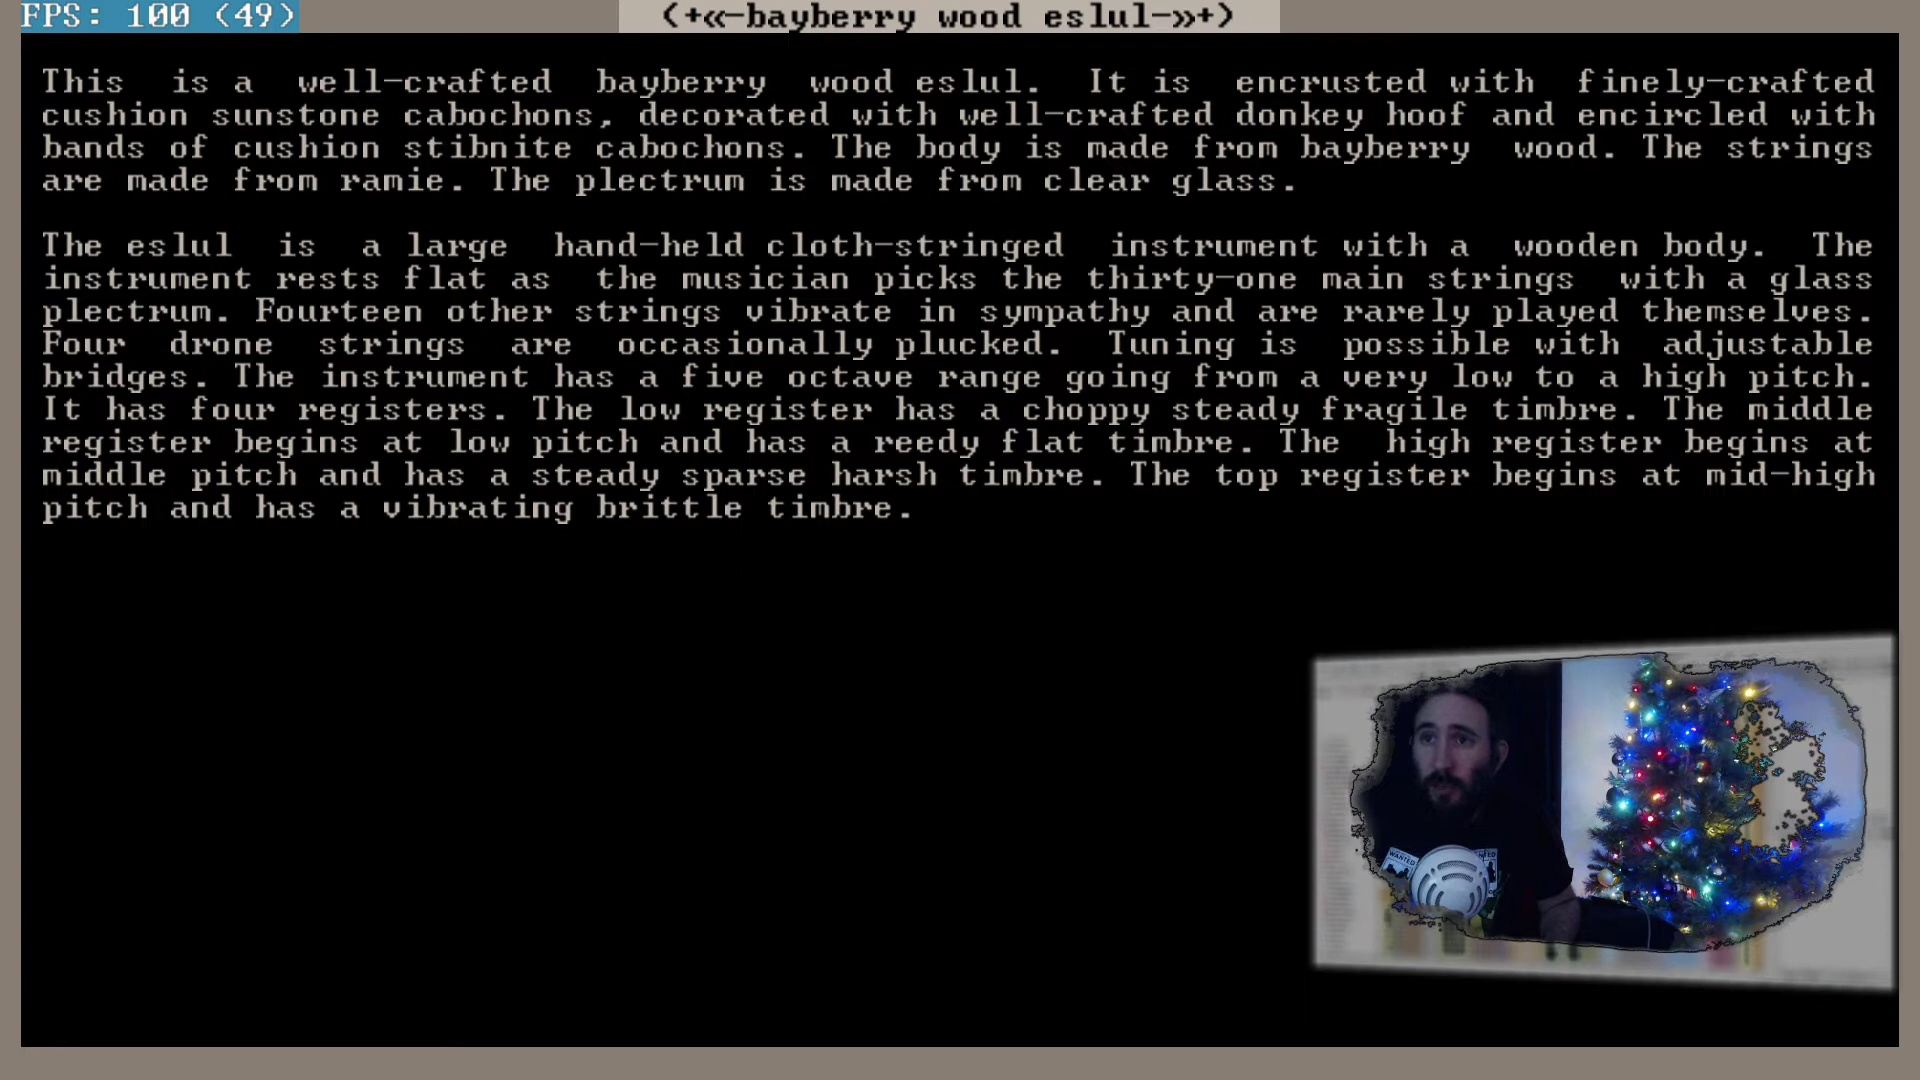 FPS: 100 (49)
(+«-bayberry wood eslul-»+)
This is a well-crafted bayberry wood eslul. It is encrusted with finely-crafted
cushion sunstone cabochons, decorated with well-crafted donkey hoof and encircled with
bands of cushion stibnite cabochons. The body is made from bayberry wood. The strings
are made from ramie. The plectrum is made from clear glass.
The eslul is a large hand-held cloth-stringed instrument with a wooden body. The
instrument rests flat as the musician picks the thirty-one main strings with a glass
plectrum. Fourteen other strings vibrate in sympathy and are rarely played themselves.
Four drone strings are occasionally plucked. Tuning is possible with adjustable
bridges. The instrument has a five octave range going from a very low to a high pitch.
It has four registers. The low register has a choppy steady fragile timbre. The middle
register begins at low pitch and has a reedy flat timbre. The high register begins at
middle pitch and has a steady sparse harsh timbre. The top register begins at mid-high
pitch and has a vibrating brittle timbre.
WANTED